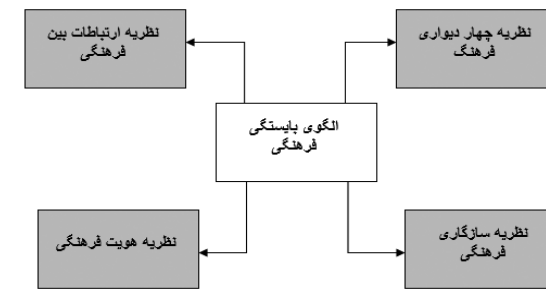 نظریه چهار دیواری
فرهنگ
نظریه ارتباطات بین
فرهنگی
الگوی بایستگی
فرهنگی
نظریه سازگاری
فرهنگی
نظریه هویت فرهنگی